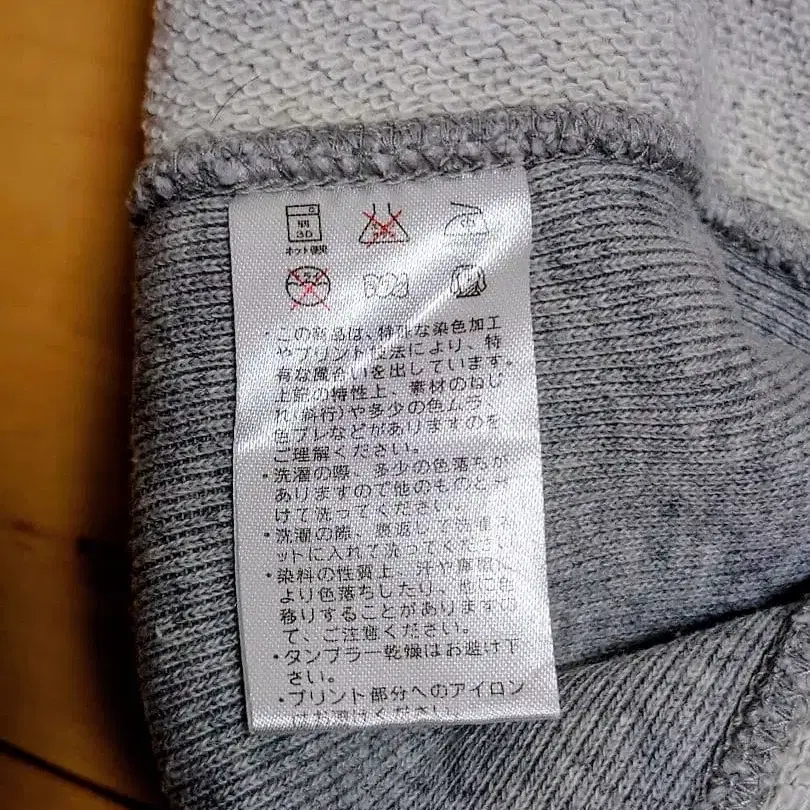 30
ネット使用
・この商品は、特殊な染色加工
やプリント技法により、特
有な風合いを出しています。
上記の特性上、素材のねじ
れ(斜行)や多少の色ムラ
色ブレなどがありますのを
ご理解ください。
・洗濯の際、多少の色落ちが
ありますので他のものと分
けて洗ってください。
・洗濯の際、裏返して洗濯ネ
ットに入れて洗ってください
・染料の性質上、汗や摩擦に
より色落ちしたり、他に色
移りすることがありますの
で、ご注意ください。
・タンブラー乾燥はお避け下
さい。
・プリント部分へのアイロン
はお避けください。